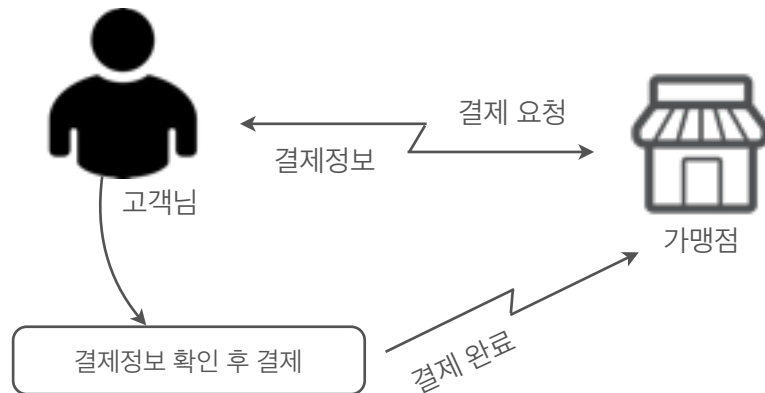 결제 요청
결제정보
고객님
가맹점
결제정보 확인 후 결제
결제 완료